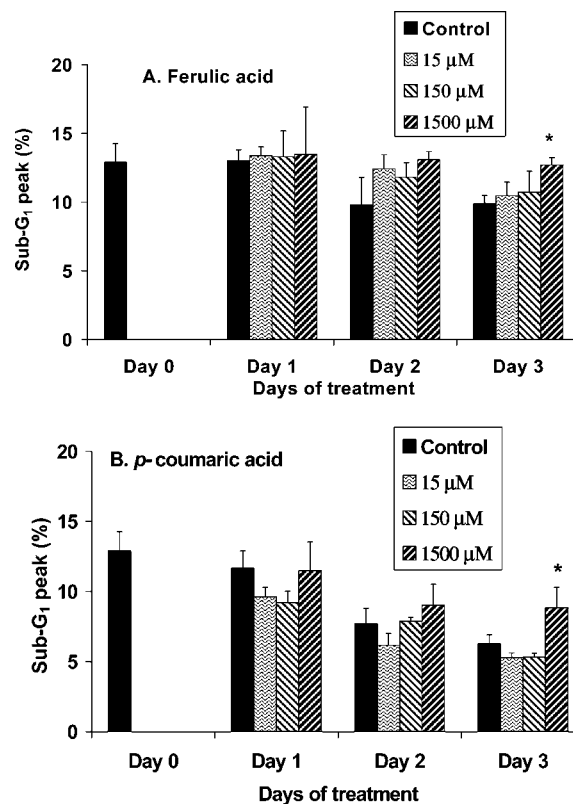 A. Ferulic acid
Control
15 µM
150 µM
1500 µM
*
Sub-G₁ peak (%)
20
15
10
5
0
Day 0 Day 1 Day 2 Day 3
Days of treatment
B. p- coumaric acid
Control
15 µM
150 µM
1500 µM
*
Sub-G₁ peak (%)
20
15
10
5
0
Day 0 Day 1 Day 2 Day 3
Days of treatment